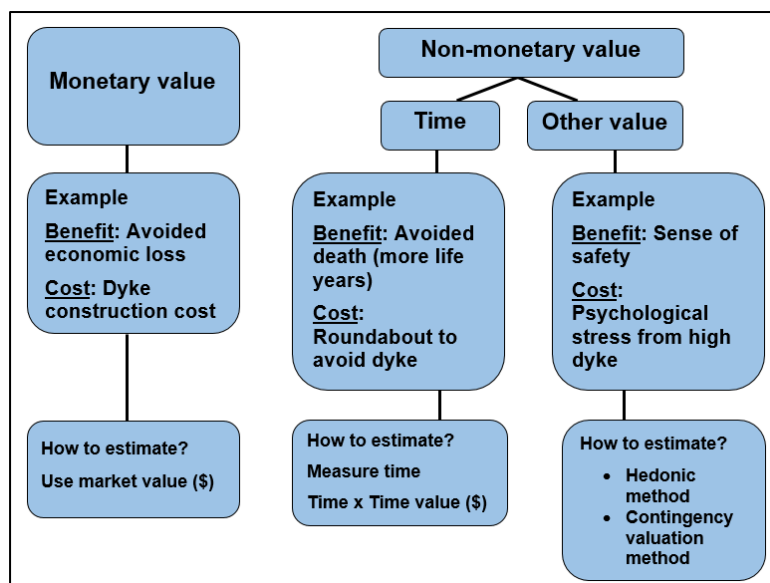 Monetary value
Example
Benefit: Avoided
economic loss
Cost: Dyke
construction cost
How to estimate?
Use market value ($)
Non-monetary value
Time
Example
Benefit: Avoided
death (more life
years)
Cost:
Roundabout to
avoid dyke
How to estimate?
Measure time
Time x Time value ($)
Other value
Example
Benefit: Sense of
safety
Cost:
Psychological
stress from high
dyke
How to estimate?
• Hedonic
method
• Contingency
valuation
method